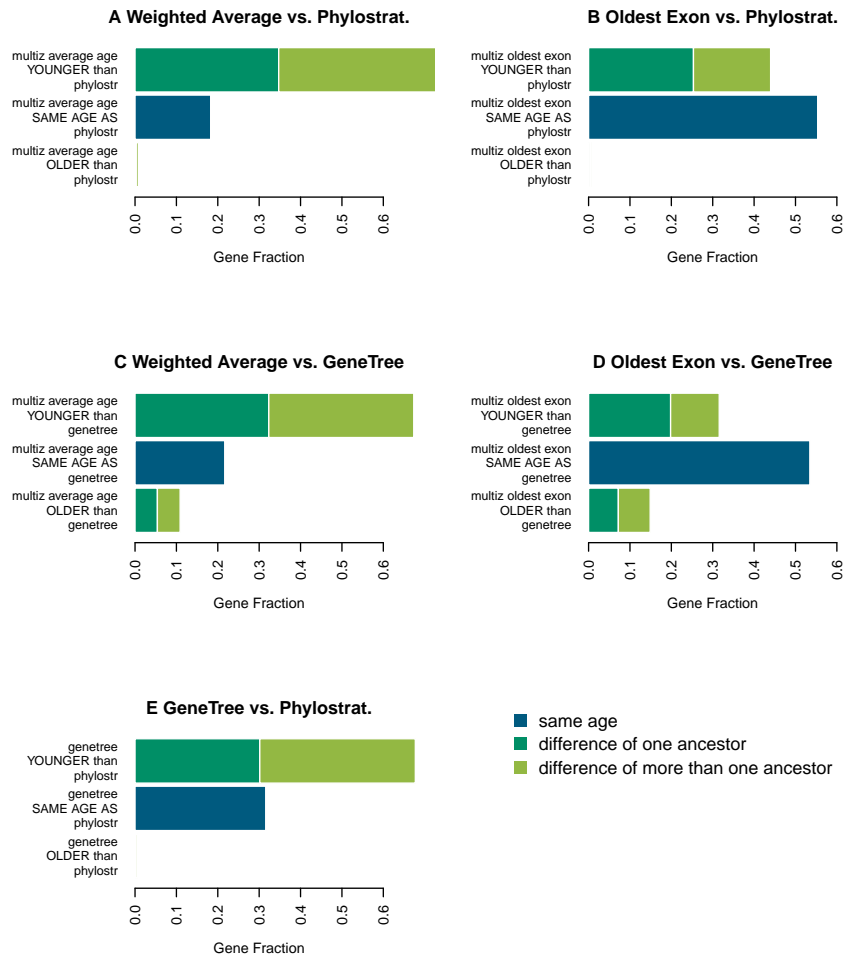 A Weighted Average vs. Phylostrat.
multiz average age
YOUNGER than
phylostr
multiz average age
SAME AGE AS
phylostr
multiz average age
OLDER than
phylostr
0.0
0.1
0.2
0.3
0.4
0.5
0.6
Gene Fraction
B Oldest Exon vs. Phylostrat.
multiz oldest exon
YOUNGER than
phylostr
multiz oldest exon
SAME AGE AS
phylostr
multiz oldest exon
OLDER than
phylostr
0.0
0.1
0.2
0.3
0.4
0.5
0.6
Gene Fraction
C Weighted Average vs. GeneTree
multiz average age
YOUNGER than
genetree
multiz average age
SAME AGE AS
genetree
multiz average age
OLDER than
genetree
0.0
0.1
0.2
0.3
0.4
0.5
0.6
Gene Fraction
D Oldest Exon vs. GeneTree
multiz oldest exon
YOUNGER than
genetree
multiz oldest exon
SAME AGE AS
genetree
multiz oldest exon
OLDER than
genetree
0.0
0.1
0.2
0.3
0.4
0.5
0.6
Gene Fraction
E GeneTree vs. Phylostrat.
genetree
YOUNGER than
phylostr
genetree
SAME AGE AS
phylostr
genetree
OLDER than
phylostr
0.0
0.1
0.2
0.3
0.4
0.5
0.6
Gene Fraction
same age
difference of one ancestor
difference of more than one ancestor